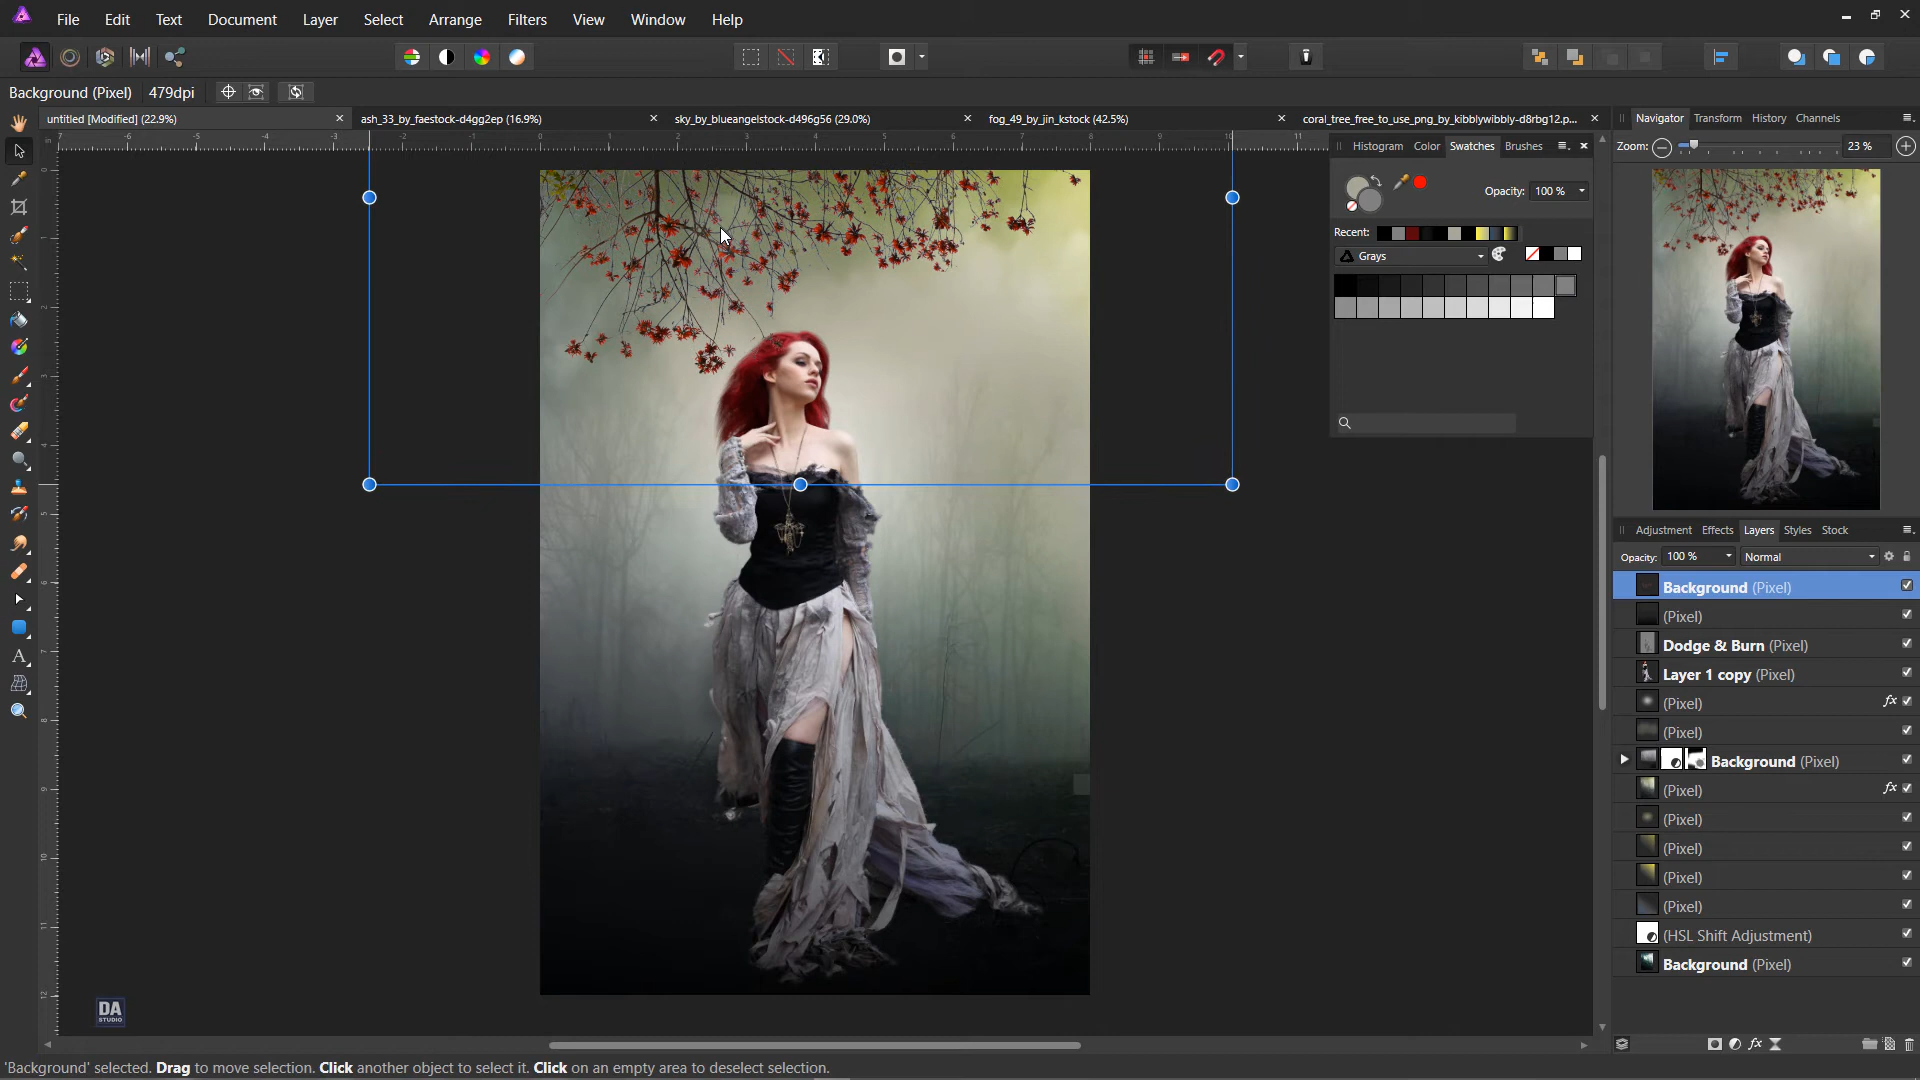 File Edit Text Document Layer Select Arrange Filters View Window Help
Background (Pixel) 479dpi
untitled [Modified] (22.9%) ash_33_by_faestock-d4gg2ep (16.9%) sky_by_blueangelstock-d496g56 (29.0%) fog_49_by_jin_kstock (42.5%) coral_tree_free_to_use_png_by_kibblywibbly-d8rbg12.p...
Navigator Transform History Channels
Zoom: 23 %
Histogram Color Swatches Brushes
Opacity: 100 %
Recent:
Grays
Adjustment Effects Layers Styles Stock
Opacity: 100 % Normal
Background (Pixel)
(Pixel)
Dodge & Burn (Pixel)
Layer 1 copy (Pixel)
(Pixel) fx
(Pixel)
Background (Pixel)
(Pixel) fx
(Pixel)
(Pixel)
(Pixel)
(Pixel)
(HSL Shift Adjustment)
Background (Pixel)
DA
STUDIO
'Background' selected. Drag to move selection. Click another object to select it. Click on an empty area to deselect selection.